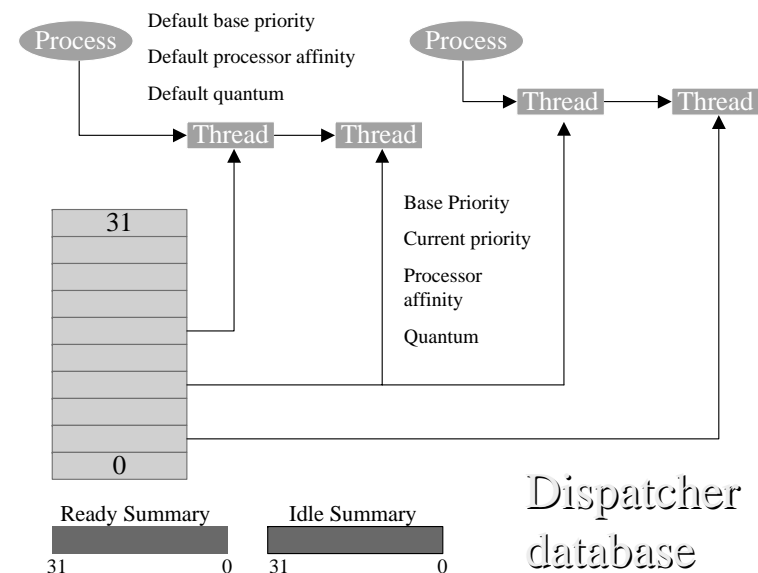 Process
Default base priority
Default processor affinity
Default quantum
Process
Thread
Thread
Thread
Thread
Base Priority
Current priority
Processor
affinity
Quantum
31
0
Ready Summary
Idle Summary
31
0
31
0
Dispatcher
database